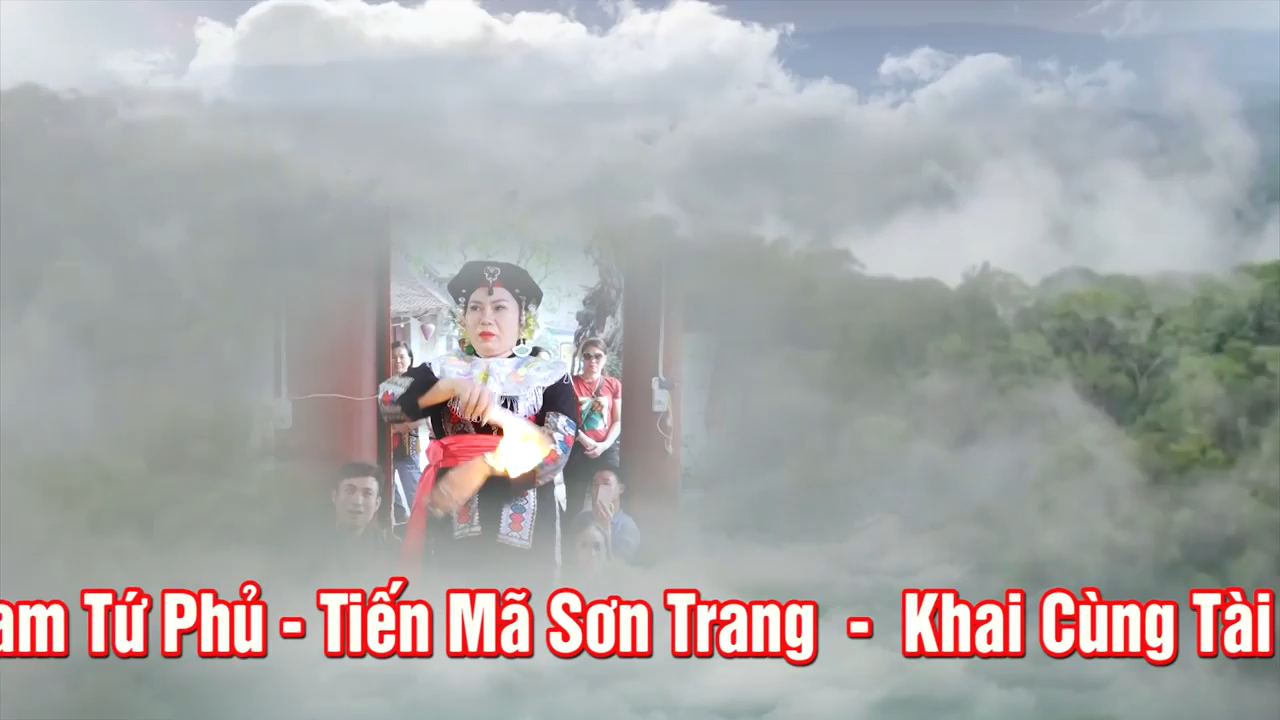 am Tứ Phủ - Tiến Mã Sơn Trang - Khai Cùng Tài